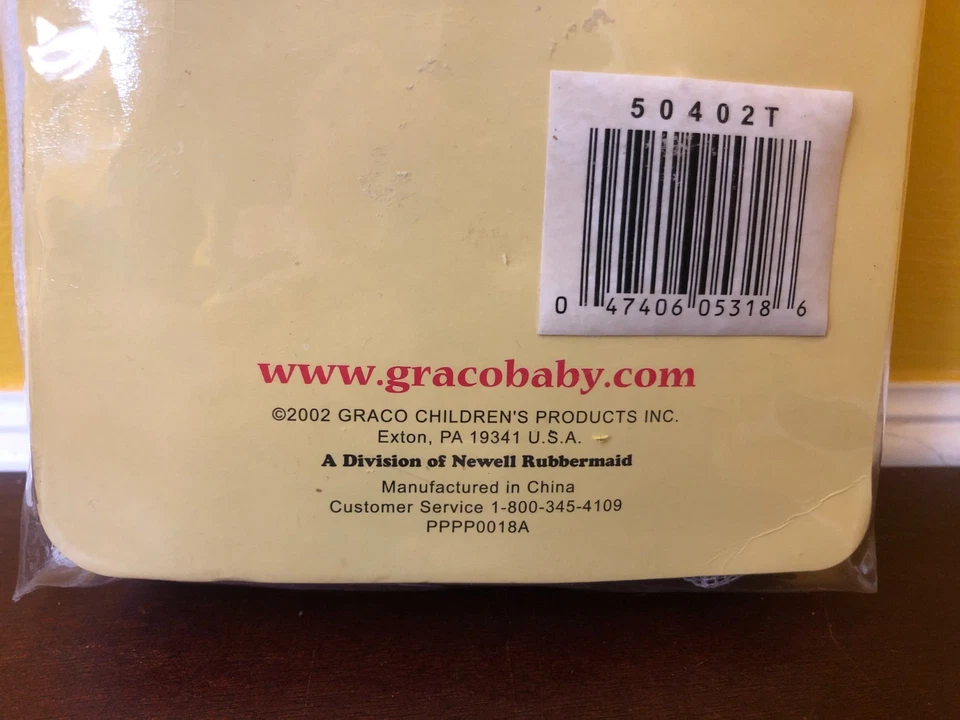 50402T
0 47406 05318 6
www.gracobaby.com
©2002 GRACO CHILDREN'S PRODUCTS INC.
Exton, PA 19341 U.S.A.
A Division of Newell Rubbermaid
Manufactured in China
Customer Service 1-800-345-4109
PPPP0018A